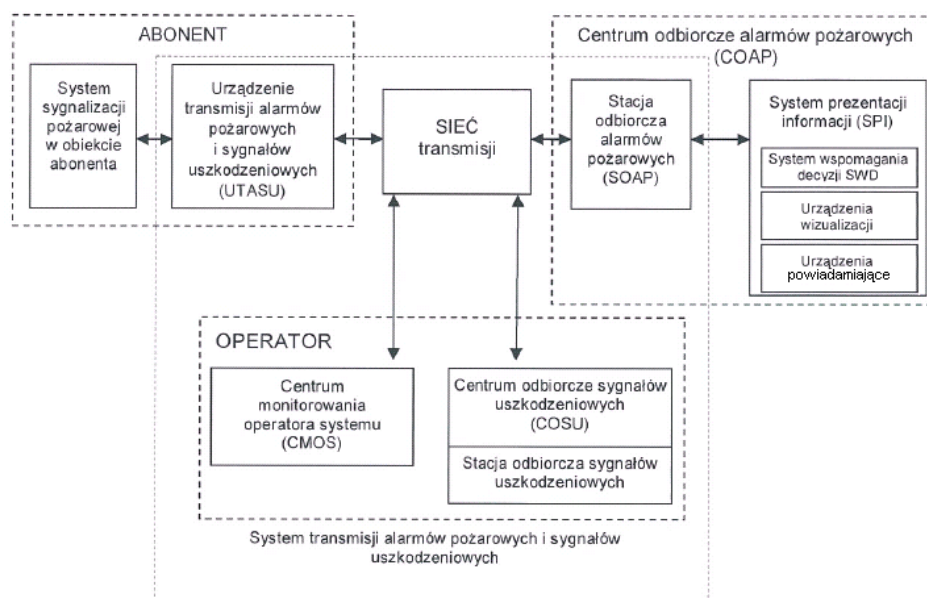 ABONENT
System
sygnalizacji
pożarowej
w obiekcie
abonenta
Urządzenie
transmisji alarmów
pożarowych
i sygnałów
uszkodzeniowych
(UTASU)
SIEĆ
transmisji
Centrum odbiorcze alarmów pożarowych
(COAP)
Stacja
odbiorcza
alarmów
pożarowych
(SOAP)
System prezentacji
informacji (SPI)
System wspomagania
decyzji SWD
Urządzenia
wizualizacji
Urządzenia
powiadamiające
OPERATOR
Centrum
monitorowania
operatora systemu
(CMOS)
Centrum odbiorcze sygnałów
uszkodzeniowych
(COSU)
Stacja odbiorcza sygnałów
uszkodzeniowych
System transmisji alarmów pożarowych i sygnałów
uszkodzeniowych